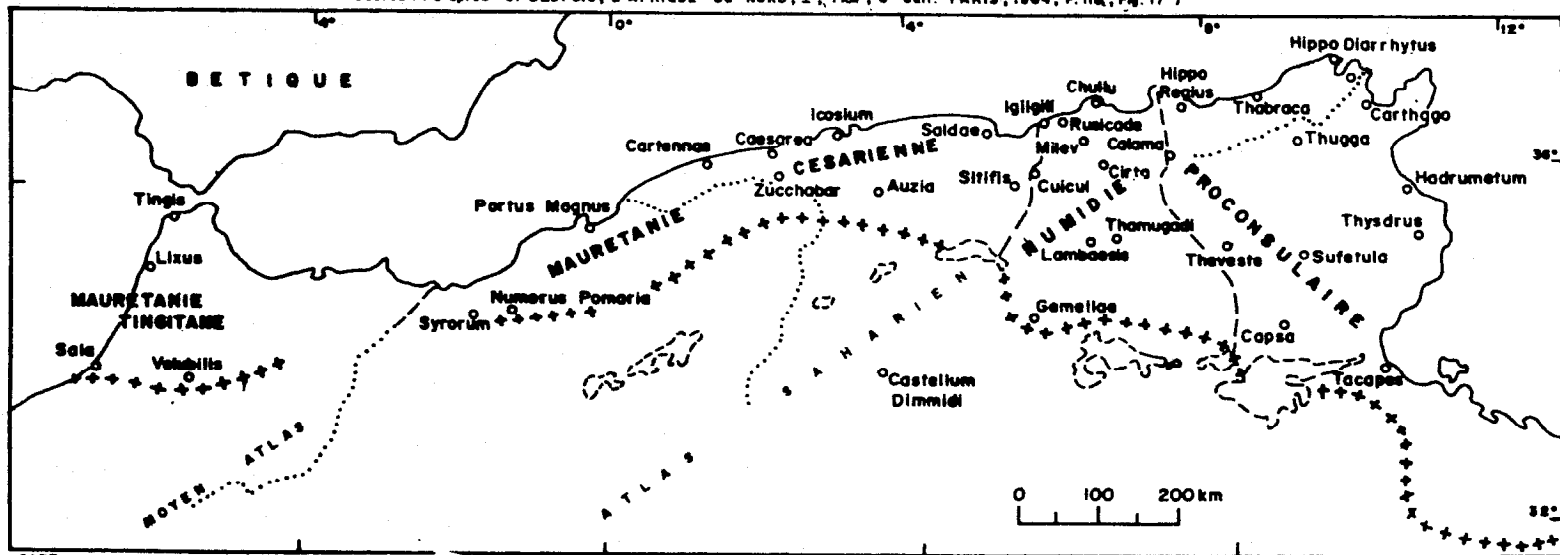 4°
0°
4°
8°
12°
BETIQUE
Hippo Diarrhytus
Hippo
Regius
Chullu
Igilgili
Rusicade
Thabraca
Carthago
Icosium
Saldae
Milev
Calama
Thugga
Caesarea
CESARIENNE
Cartennae
36°
Zucchabar
Auzia
Sitifis
Cuicul
Cirta
Hadrumetum
Tingis
Portus Magnus
MAURETANIE
NUMIDIE
PROCONSULAIRE
Thysdrus
Lixus
Lambaesis
Thamugadi
Theveste
Sufetula
MAURETANIE
TINGITANE
Numerus Pomaria
Syrorum
Gemellae
Capsa
Sala
Volubilis
Castellum
Dimmidi
Tacapes
SAHARIEN
ATLAS
MOYEN ATLAS
0 100 200 km
32°